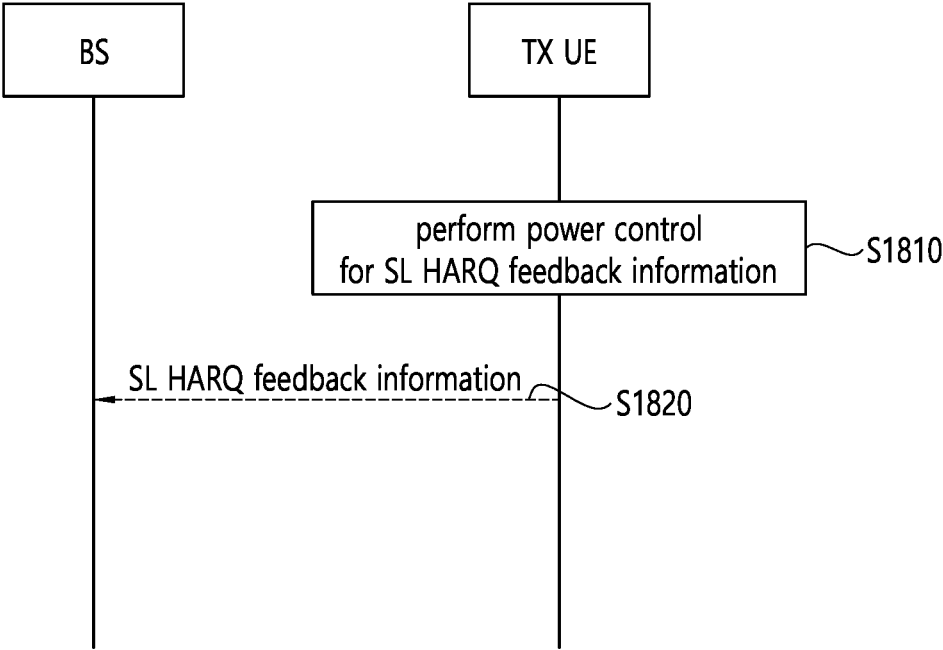 BS
TX UE
perform power control
for SL HARQ feedback information
S1810
SL HARQ feedback information
S1820